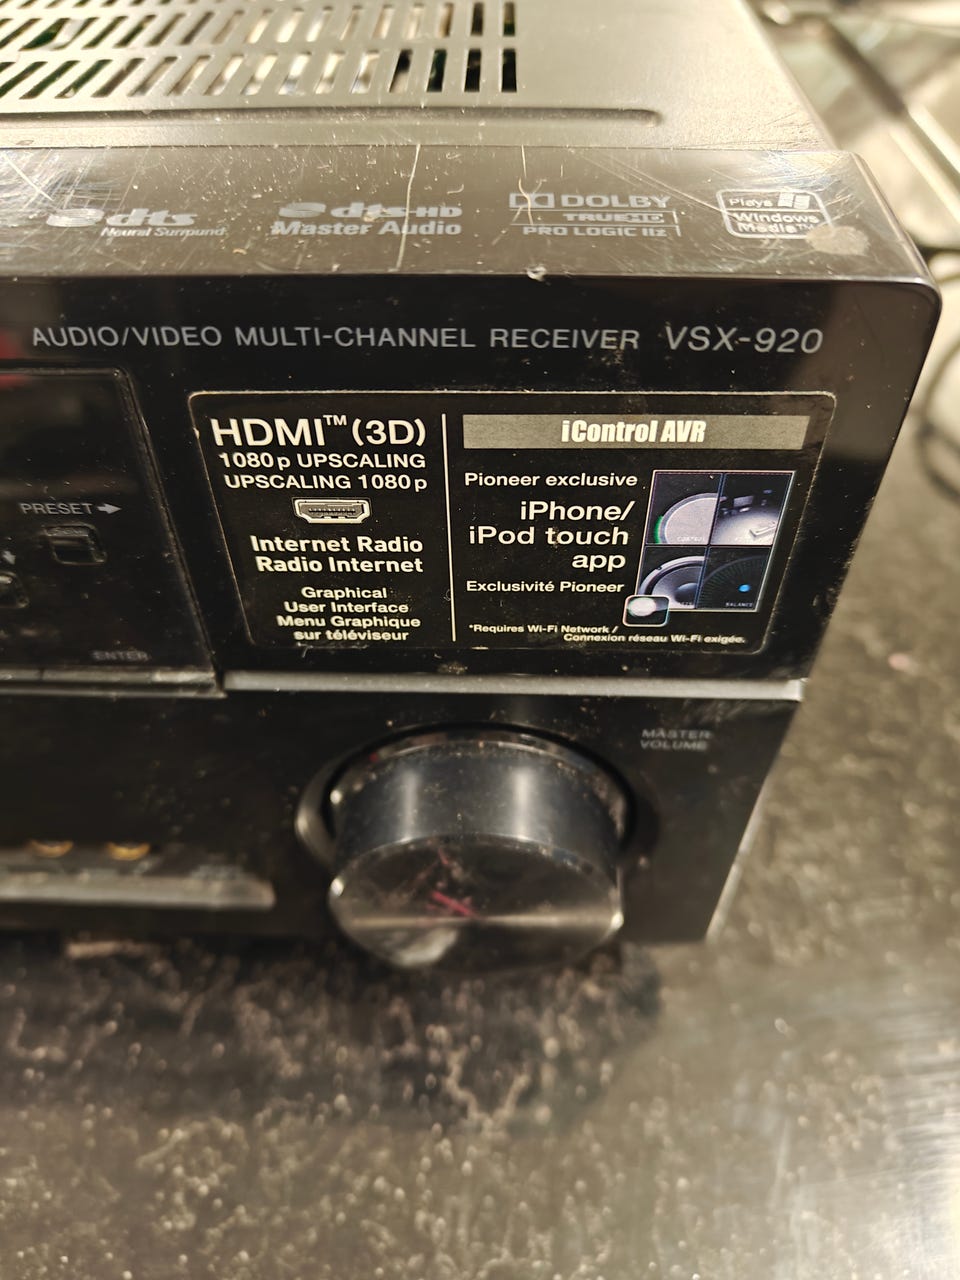 dts
Neural Surround
dts-HD
Master Audio
DOLBY
TRUEHD
PRO LOGIC IIz
Plays
Windows
Media™
AUDIO/VIDEO MULTI-CHANNEL RECEIVER VSX-920
PRESET
ENTER
HDMI™ (3D)
1080p UPSCALING
UPSCALING 1080p
Internet Radio
Radio Internet
Graphical
User Interface
Menu Graphique
sur téléviseur
iControl AVR
Pioneer exclusive
iPhone/
iPod touch
app
Exclusivité Pioneer
BALANCE
*Requires Wi-Fi Network /
Connexion réseau Wi-Fi exigée.
MASTER
VOLUME